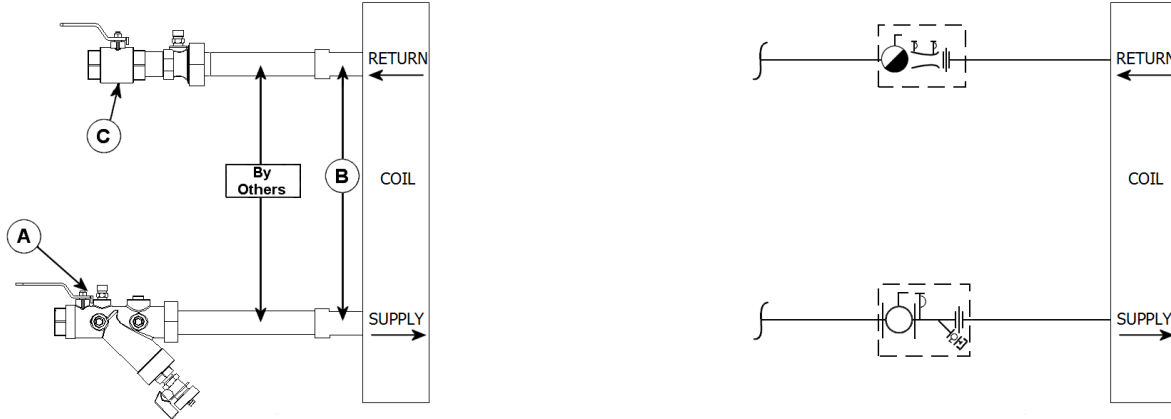 RETURN
C
By
Others
B
COIL
A
SUPPLY
RETURN
COIL
SUPPLY